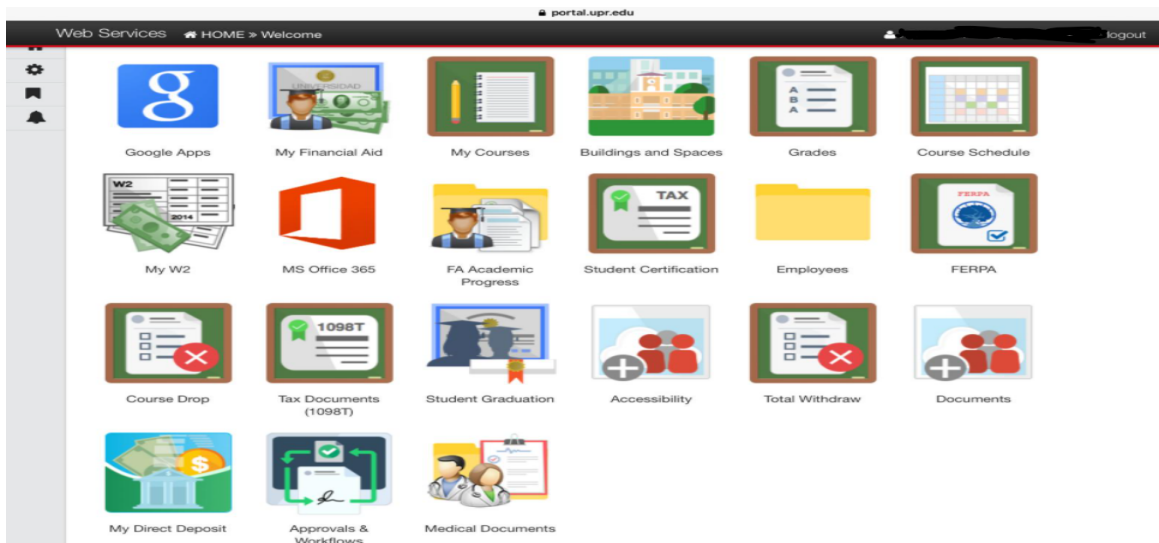 portal.upr.edu
Web Services HOME » Welcome logout
UNIVERSIDAD
A
B
A
Google Apps My Financial Aid My Courses Buildings and Spaces Grades Course Schedule
W2
2014
TAX
FERPA
My W2 MS Office 365 FA Academic Progress Student Certification Employees FERPA
1098T
Course Drop Tax Documents (1098T) Student Graduation Accessibility Total Withdraw Documents
$
My Direct Deposit Approvals & Workflows Medical Documents